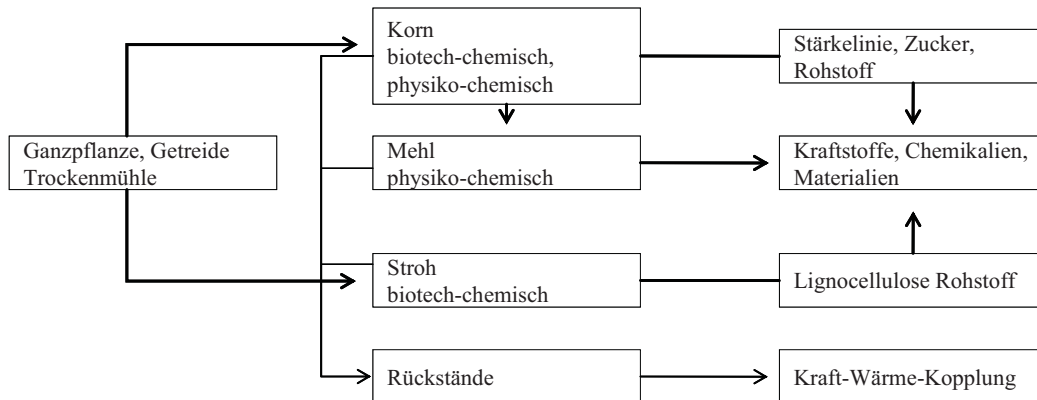 Korn
biotech-chemisch,
physiko-chemisch
Stärkelinie, Zucker,
Rohstoff
Ganzpflanze, Getreide
Trockenmühle
Mehl
physiko-chemisch
Kraftstoffe, Chemikalien,
Materialien
Stroh
biotech-chemisch
Lignocellulose Rohstoff
Rückstände
Kraft-Wärme-Kopplung